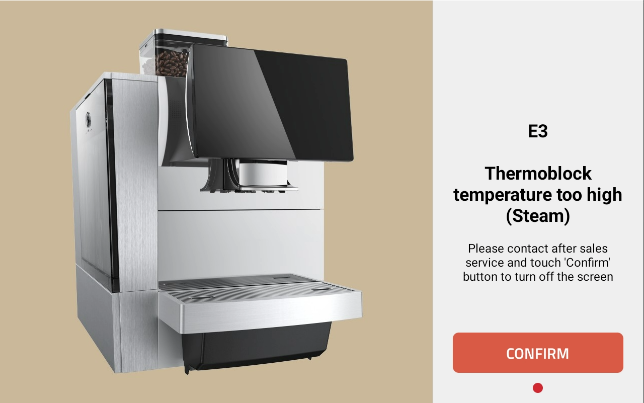 E3
Thermoblock
temperature too high
(Steam)
Please contact after sales
service and touch 'Confirm'
button to turn off the screen
CONFIRM